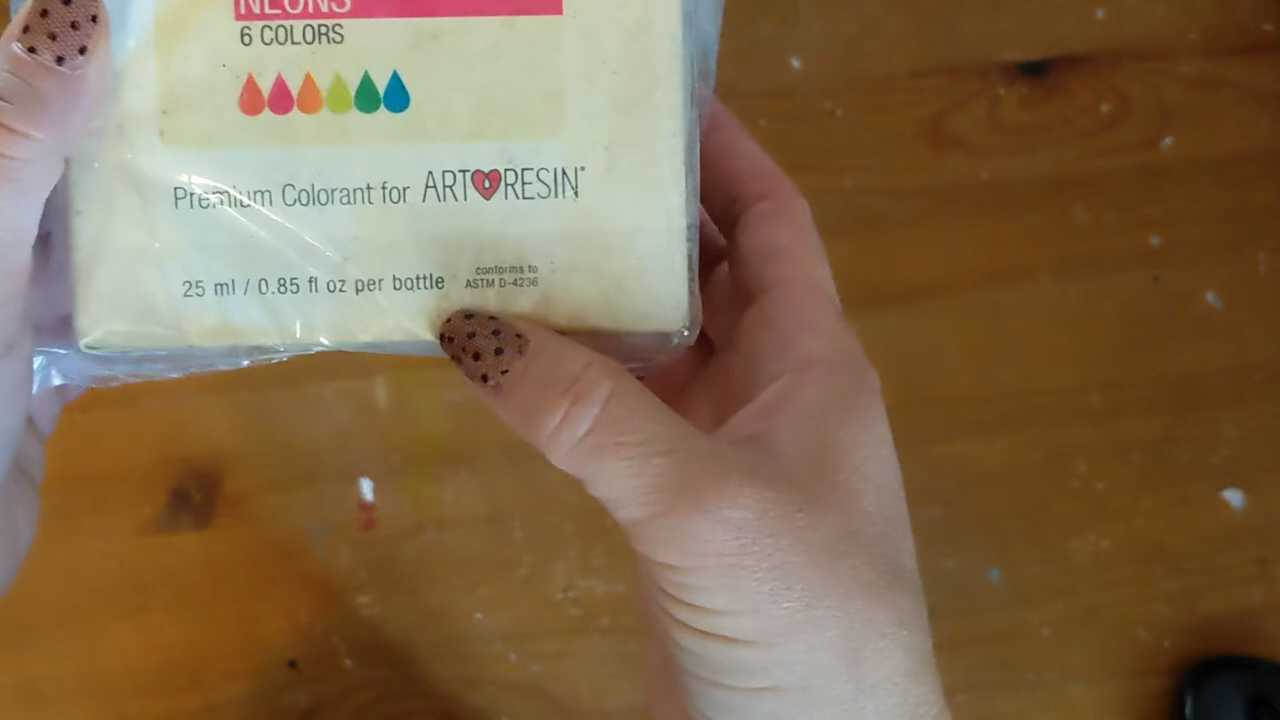 NEONS
6 COLORS
Premium Colorant for ART RESIN®
25 ml / 0.85 fl oz per bottle
conforms to
ASTM D-4236